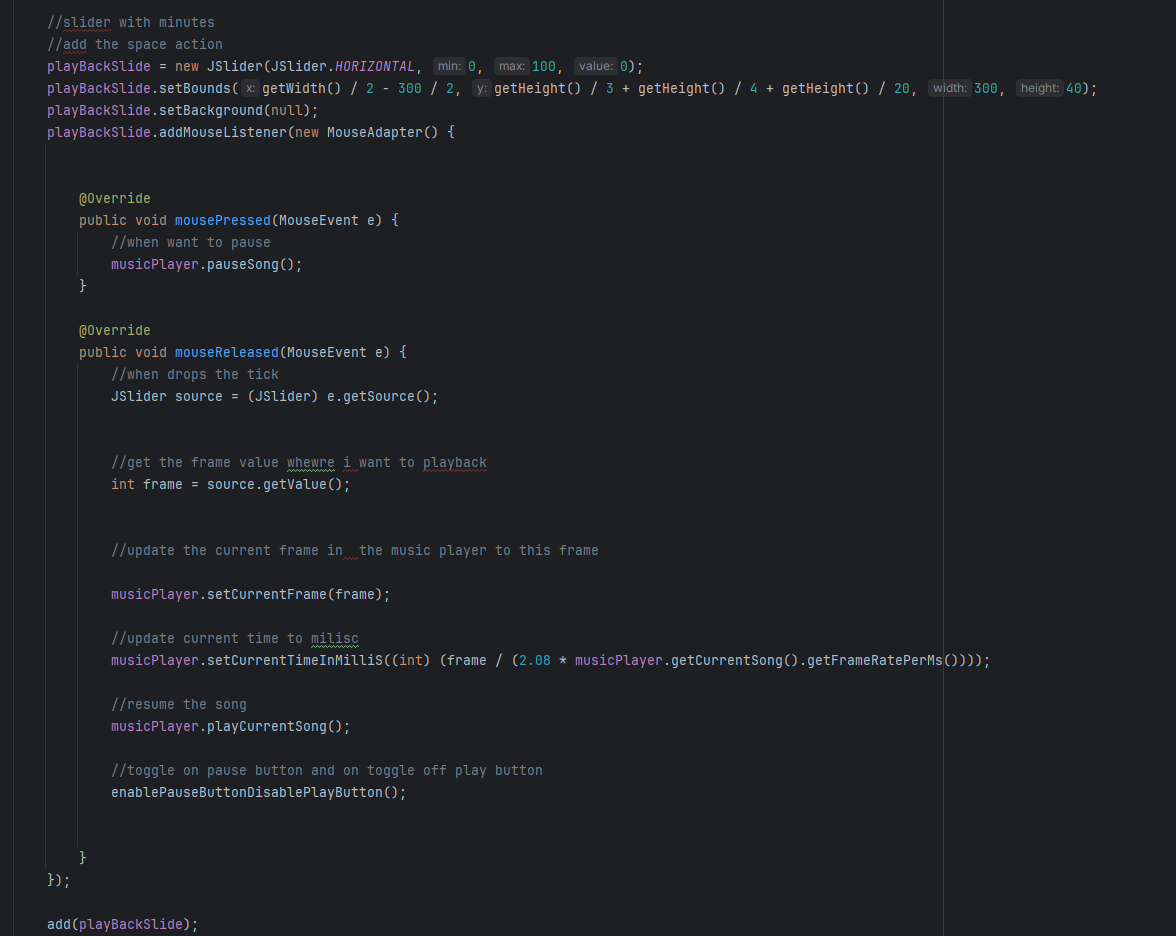 //slider with minutes
//add the space action
playBackSlide = new JSlider(JSlider.HORIZONTAL, min: 0, max: 100, value: 0);
playBackSlide.setBounds( x: getWidth() / 2 - 300 / 2, y: getHeight() / 3 + getHeight() / 4 + getHeight() / 20, width: 300, height: 40);
playBackSlide.setBackground(null);
playBackSlide.addMouseListener(new MouseAdapter() {
@Override
public void mousePressed(MouseEvent e) {
//when want to pause
musicPlayer.pauseSong();
}
@Override
public void mouseReleased(MouseEvent e) {
//when drops the tick
JSlider source = (JSlider) e.getSource();
//get the frame value whewre i want to playback
int frame = source.getValue();
//update the current frame in  the music player to this frame
musicPlayer.setCurrentFrame(frame);
//update current time to milisc
musicPlayer.setCurrentTimeInMilliS((int) (frame / (2.08 * musicPlayer.getCurrentSong().getFrameRatePerMs())));
//resume the song
musicPlayer.playCurrentSong();
//toggle on pause button and on toggle off play button
enablePauseButtonDisablePlayButton();
}
});
add(playBackSlide);